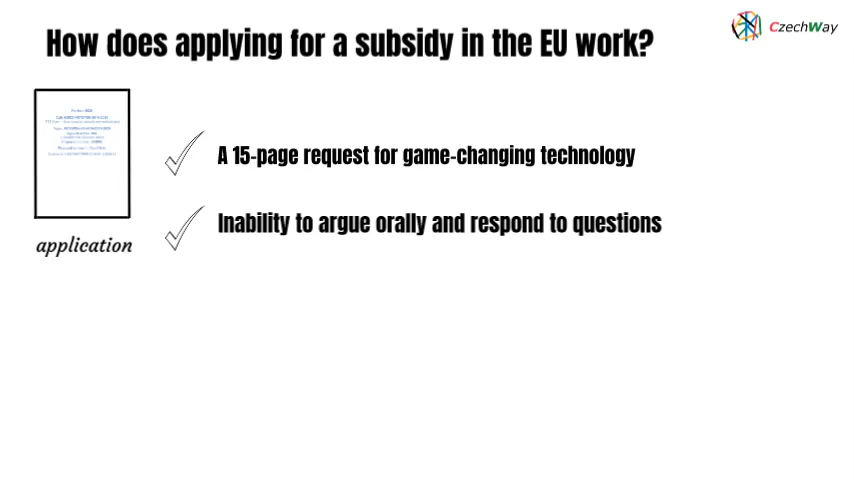 How does applying for a subsidy in the EU work?
CzechWay
A 15-page request for game-changing technology
Inability to argue orally and respond to questions
application